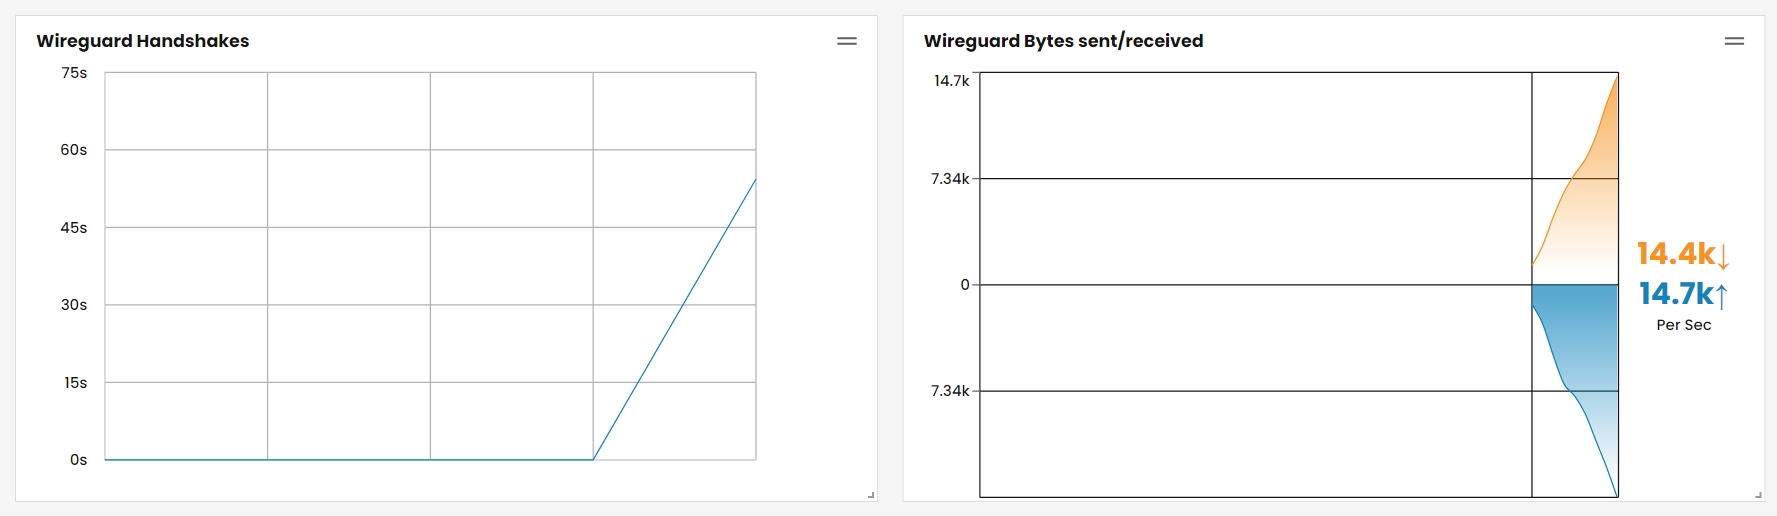 Wireguard Handshakes
75s
60s
45s
30s
15s
0s
Wireguard Bytes sent/received
14.7k
7.34k
0
7.34k
14.4k↓
14.7k↑
Per Sec